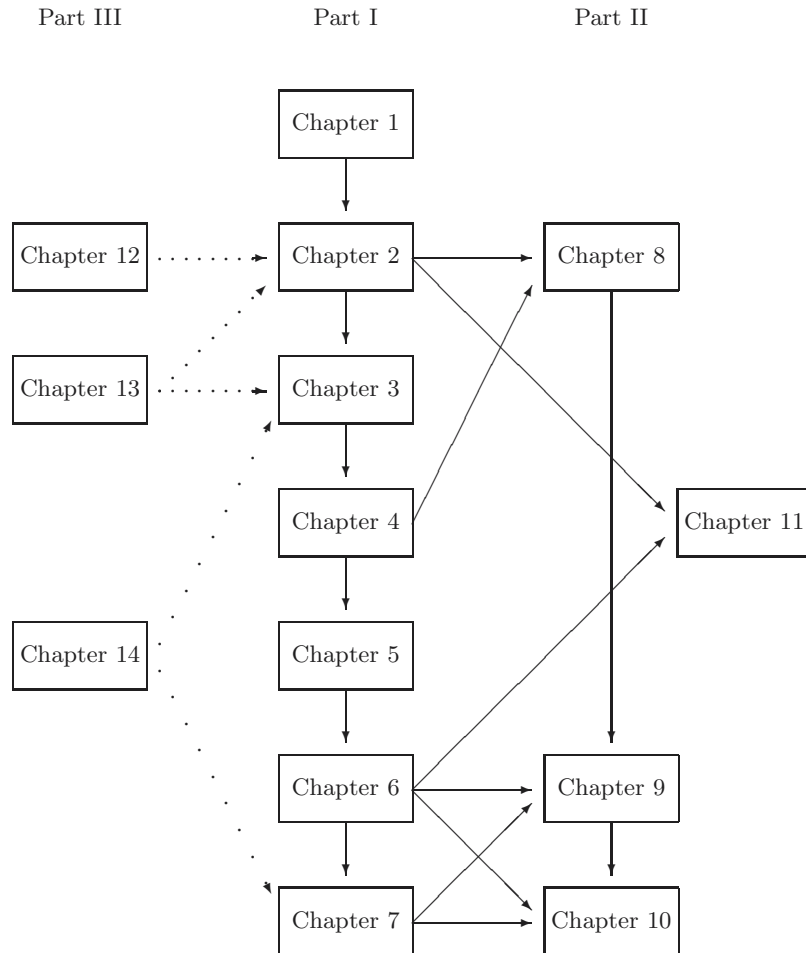 Part III Part I Part II
Chapter 1
Chapter 12 Chapter 2 Chapter 8
Chapter 13 Chapter 3
Chapter 4 Chapter 11
Chapter 14 Chapter 5
Chapter 6 Chapter 9
Chapter 7 Chapter 10